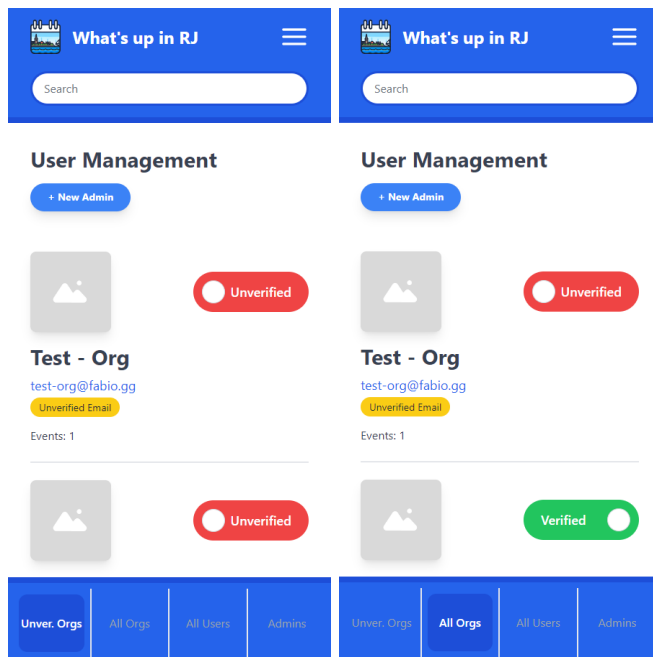 What's up in RJ
Search
User Management
+ New Admin
Unverified
Test - Org
test-org@fabio.gg
Unverified Email
Events: 1
Unverified
Unver. Orgs
All Orgs
All Users
Admins
What's up in RJ
Search
User Management
+ New Admin
Unverified
Test - Org
test-org@fabio.gg
Unverified Email
Events: 1
Verified
Unver. Orgs
All Orgs
All Users
Admins